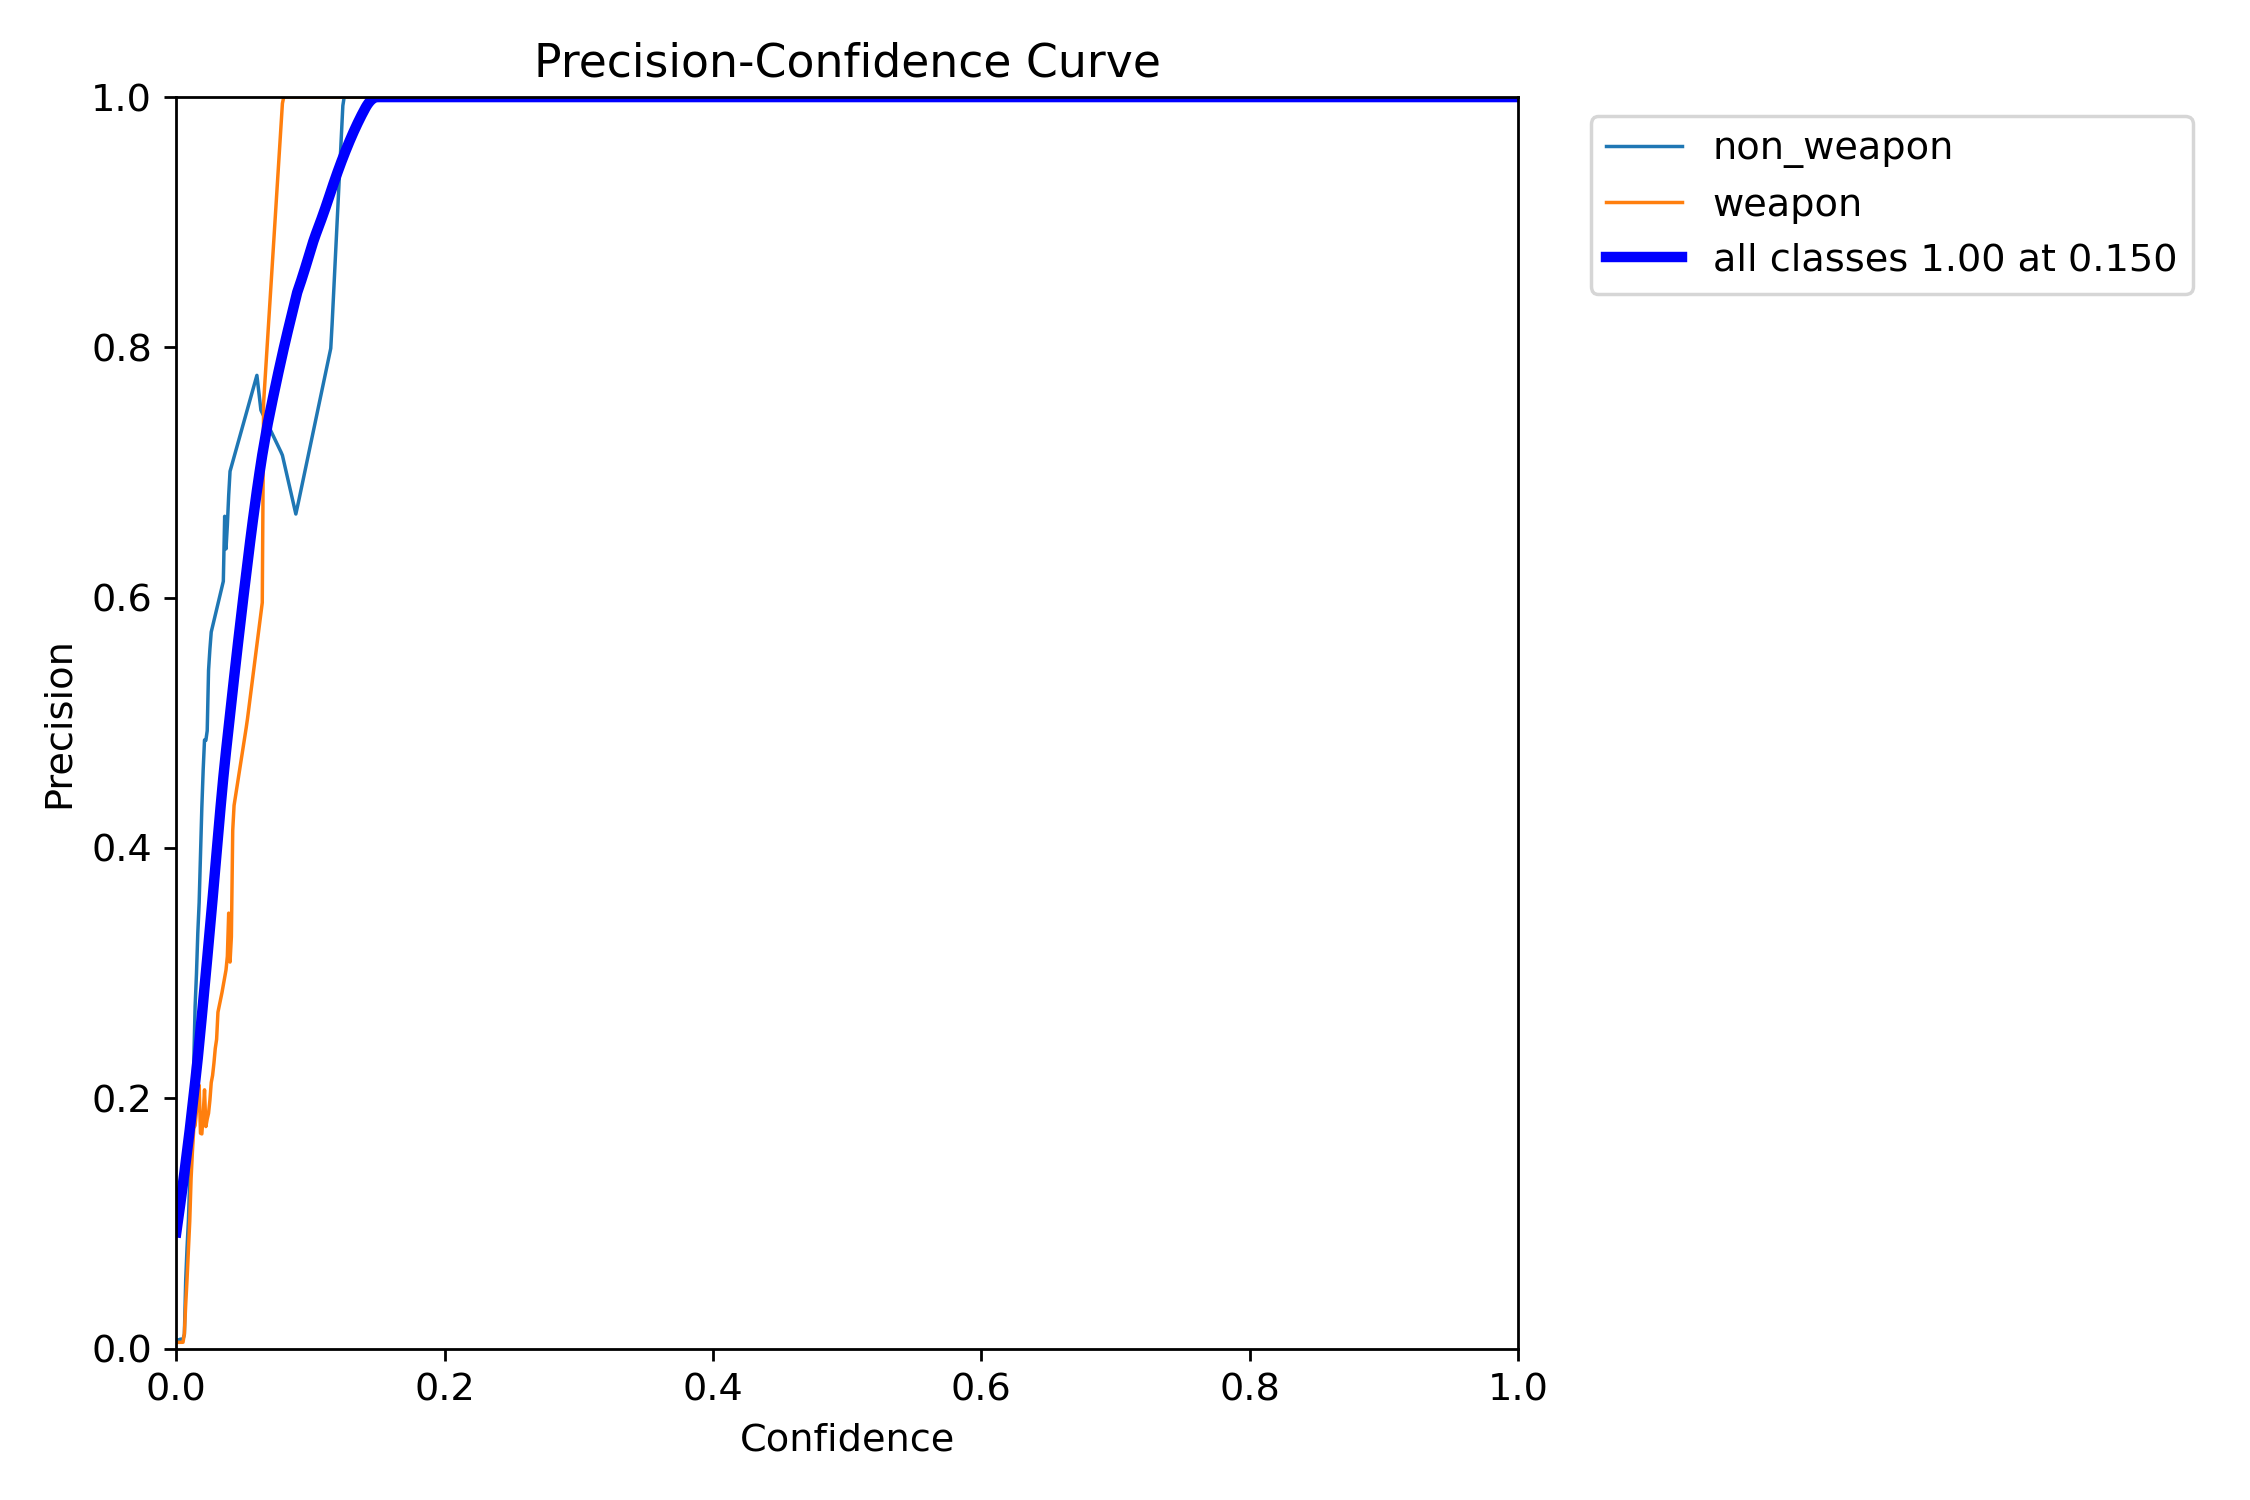 Precision-Confidence Curve
1.0
0.8
0.6
0.4
0.2
0.0
Precision
0.0 0.2 0.4 0.6 0.8 1.0
Confidence
non_weapon
weapon
all classes 1.00 at 0.150